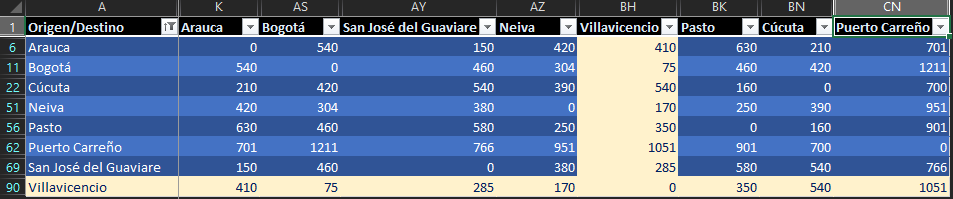 A K AS AY AZ BH BK BN CN
1 Origen/Destino Arauca Bogotá San José del Guaviare Neiva Villavicencio Pasto Cúcuta Puerto Carreño
6 Arauca 0 540 150 420 410 630 210 701
11 Bogotá 540 0 460 304 75 460 420 1211
22 Cúcuta 210 420 540 390 540 160 0 700
51 Neiva 420 304 380 0 170 250 390 951
56 Pasto 630 460 580 250 350 0 160 901
62 Puerto Carreño 701 1211 766 951 1051 901 700 0
69 San José del Guaviare 150 460 0 380 285 580 540 766
90 Villavicencio 410 75 285 170 0 350 540 1051